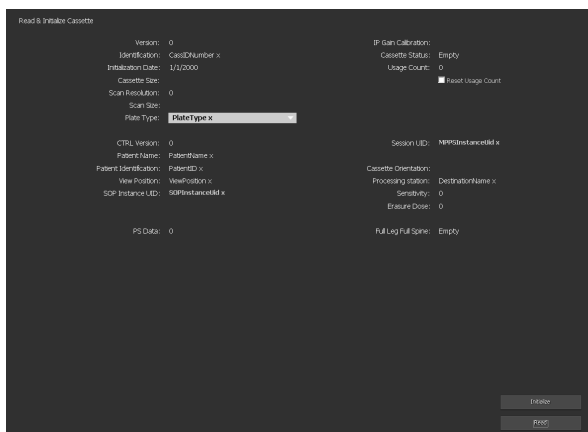 Read & Initialize Cassette
Version: 0
IP Gain Calibration:
Identification: CassIDNumber x
Cassette Status: Empty
Initialization Date: 1/1/2000
Usage Count: 0
Cassette Size:
Reset Usage Count
Scan Resolution: 0
Scan Size:
Plate Type: PlateType x
CTRL Version: 0
Session UID: MPPSInstanceUid x
Patient Name: PatientName x
Patient Identification: PatientID x
Cassette Orientation:
View Position: ViewPosition x
Processing station: DestinationName x
SOP Instance UID: SOPInstanceUid x
Sensitivity: 0
Erasure Dose: 0
PS Data: 0
Full Leg Full Spine: Empty
Initialize
Read